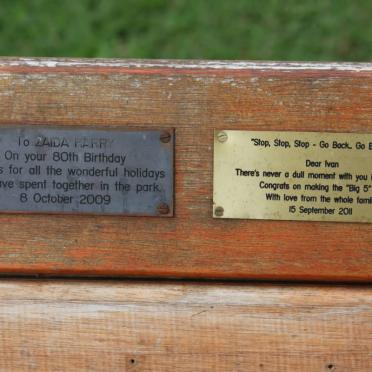 To ZAIDA PARRY
On your 80th Birthday
s for all the wonderful holidays
ave spent together in the park.
8 October 2009
"Stop, Stop, Stop - Go Back, Go B
Dear Ivan
There's never a dull moment with you
Congrats on making the "Big 5"
With love from the whole fami
15 September 2011